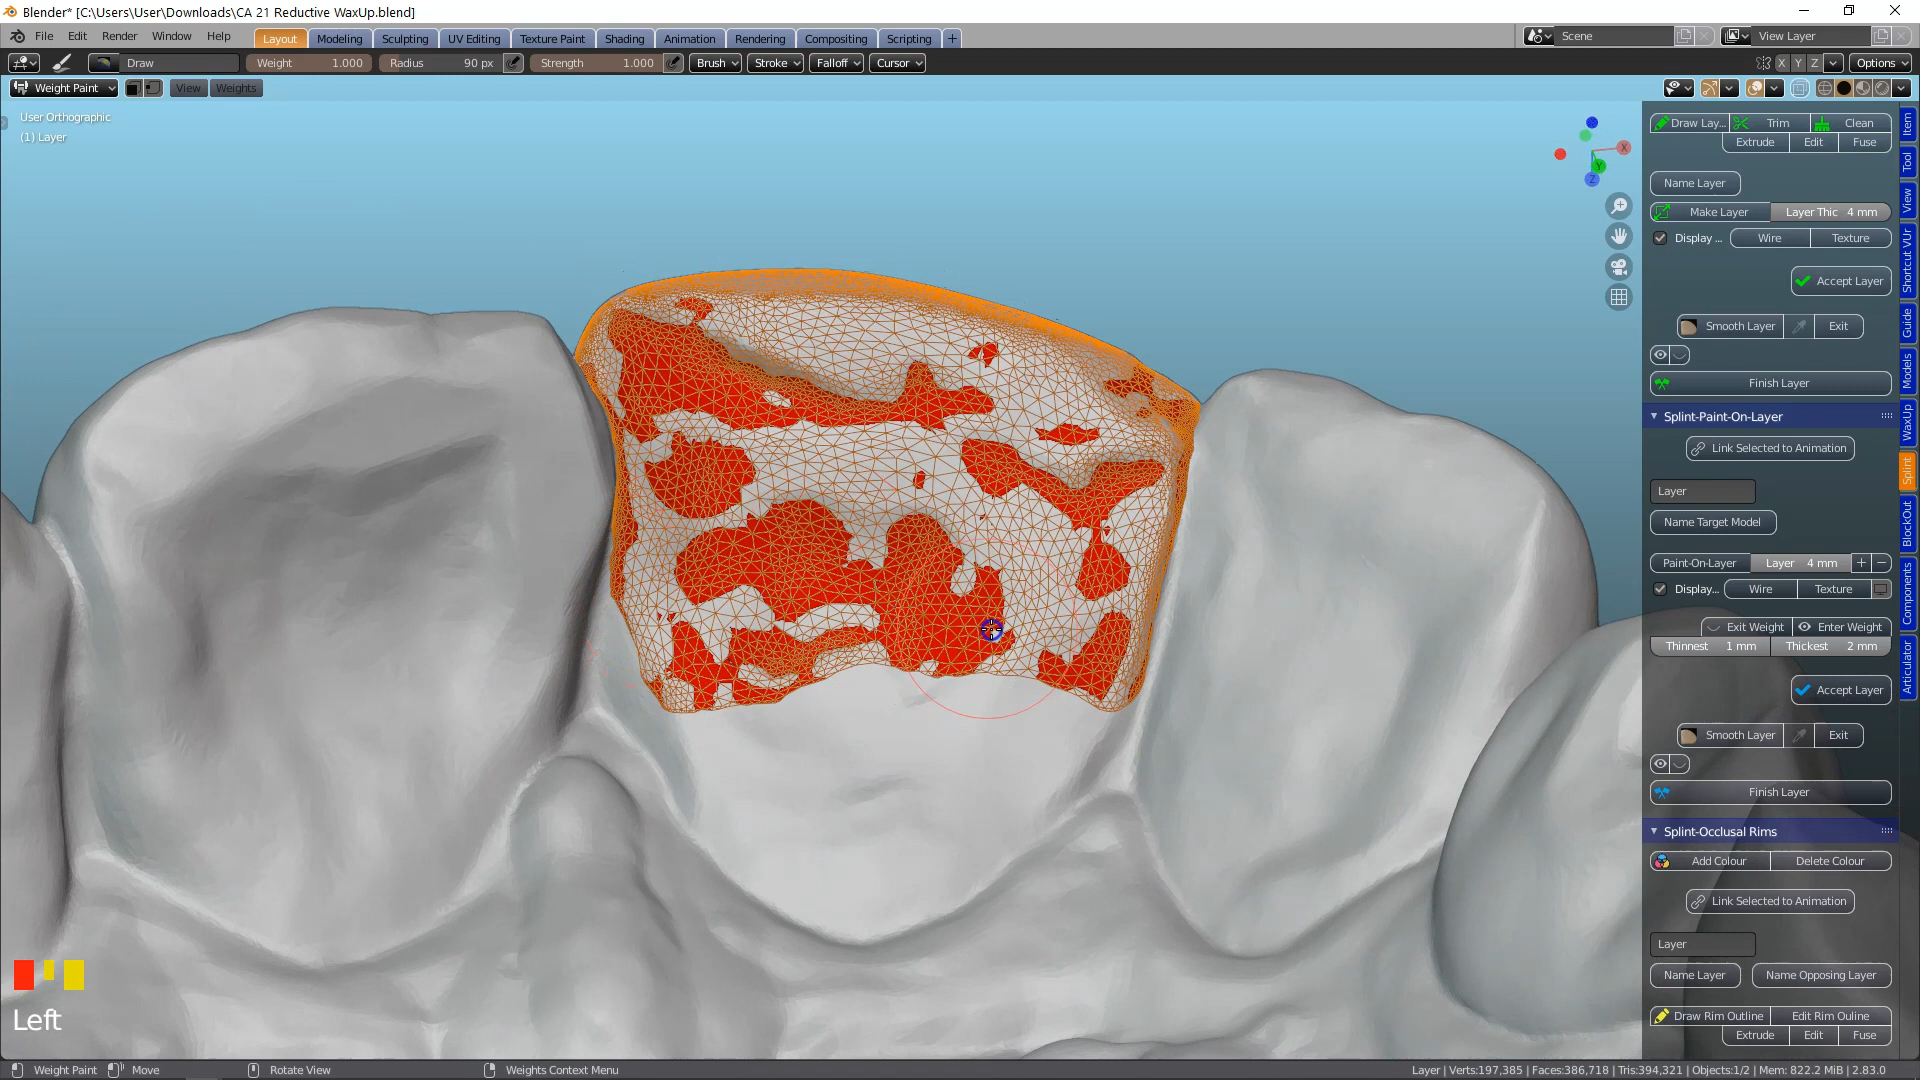 Blender* [C:\Users\User\Downloads\CA 21 Reductive WaxUp.blend]
File Edit Render Window Help
Layout Modeling Sculpting UV Editing Texture Paint Shading Animation Rendering Compositing Scripting +
Scene
View Layer
Draw
Weight 1.000
Radius 90 px
Strength 1.000
Brush Stroke Falloff Cursor
X Y Z
Options
Weight Paint
View Weights
User Orthographic
(1) Layer
X
Y
Z
Draw Lay... Trim Clean
Extrude Edit Fuse
Name Layer
Make Layer Layer Thic 4 mm
Display ... Wire Texture
Accept Layer
Smooth Layer Exit
Finish Layer
Splint-Paint-On-Layer
Link Selected to Animation
Layer
Name Target Model
Paint-On-Layer Layer 4 mm + −
Display... Wire Texture
Exit Weight Enter Weight
Thinnest 1 mm Thickest 2 mm
Accept Layer
Smooth Layer Exit
Finish Layer
Splint-Occlusal Rims
Add Colour Delete Colour
Link Selected to Animation
Layer
Name Layer Name Opposing Layer
Draw Rim Outline Edit Rim Ouline
Extrude Edit Fuse
Item
Tool
View
Shortcut VUr
Guide
Models
WaxUp
Splint
BlockOut
Components
Articulator
Left
Weight Paint Move Rotate View Weights Context Menu
Layer | Verts:197,385 | Faces:386,718 | Tris:394,321 | Objects:1/2 | Mem: 822.2 MiB | 2.83.0